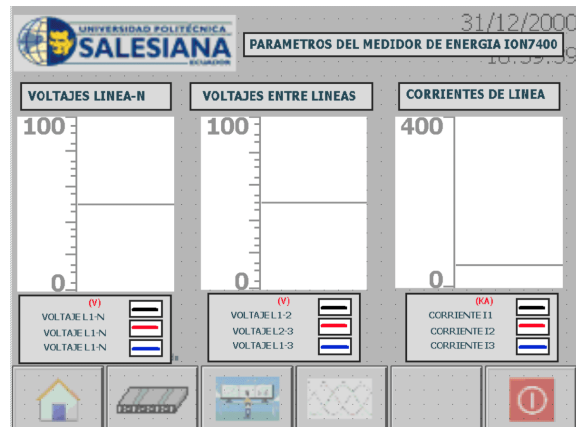 UNIVERSIDAD POLITÉCNICA
SALESIANA
ECUADOR
31/12/2000
PARAMETROS DEL MEDIDOR DE ENERGIA ION7400
VOLTAJES LINEA-N
VOLTAJES ENTRE LINEAS
CORRIENTES DE LINEA
100
0
100
0
400
0
(V)
VOLTAJE L1-N
VOLTAJE L1-N
VOLTAJE L1-N
(V)
VOLTAJE L1-2
VOLTAJE L2-3
VOLTAJE L1-3
(KA)
CORRIENTE I1
CORRIENTE I2
CORRIENTE I3